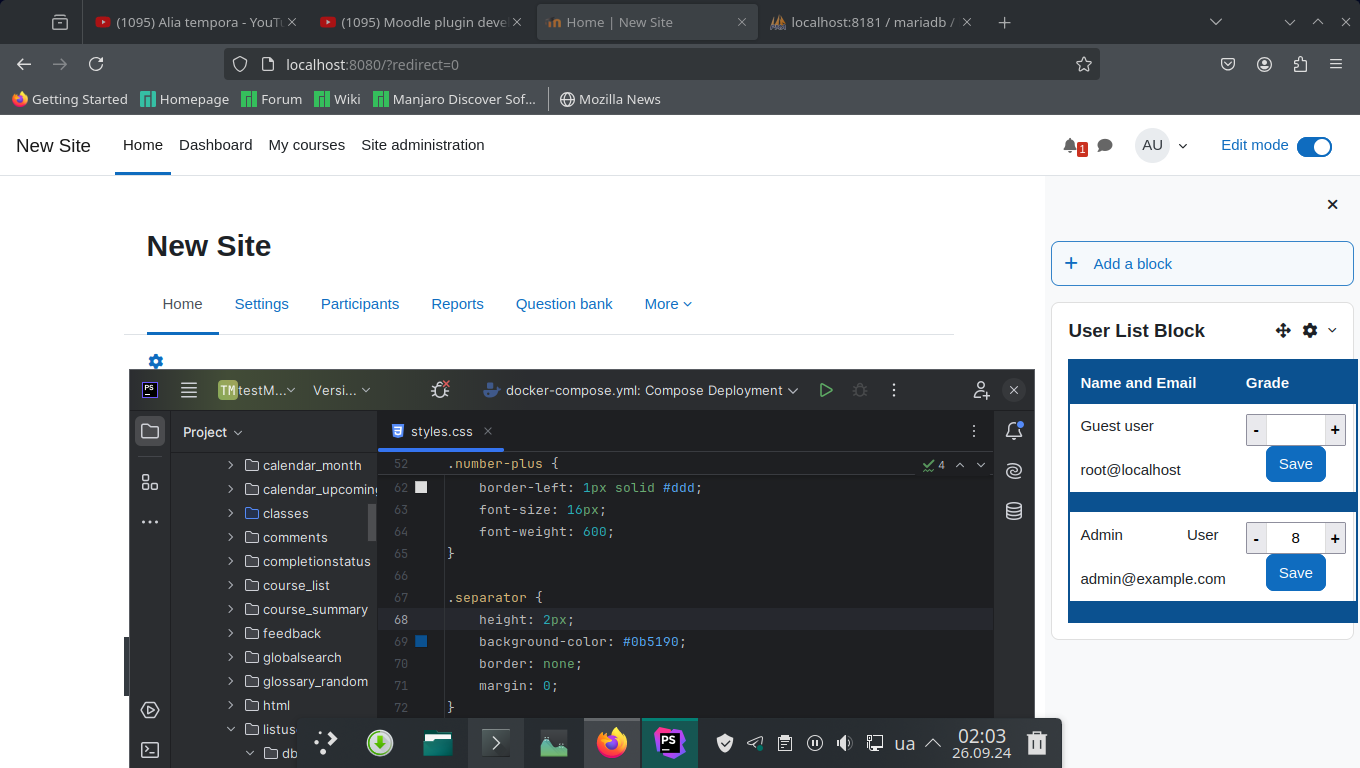 (1095) Alia tempora - YouTu
(1095) Moodle plugin deve
Home | New Site
localhost:8181 / mariadb /
localhost:8080/?redirect=0
Getting Started
Homepage
Forum
Wiki
Manjaro Discover Sof...
Mozilla News
New Site
Home
Dashboard
My courses
Site administration
1
AU
Edit mode
New Site
Home
Settings
Participants
Reports
Question bank
More
Add a block
User List Block
Name and Email
Grade
Guest user
- +
root@localhost
Save
Admin User
- 8 +
admin@example.com
Save
PS
TM
testM...
Versi...
docker-compose.yml: Compose Deployment
Project
styles.css
calendar_month
calendar_upcoming
classes
comments
completionstatus
course_list
course_summary
feedback
globalsearch
glossary_random
html
listus
db
4
52 .number-plus {
62 border-left: 1px solid #ddd;
63 font-size: 16px;
64 font-weight: 600;
65 }
66
67 .separator {
68 height: 2px;
69 background-color: #0b5190;
70 border: none;
71 margin: 0;
72 }
PS
ua
02:03
26.09.24